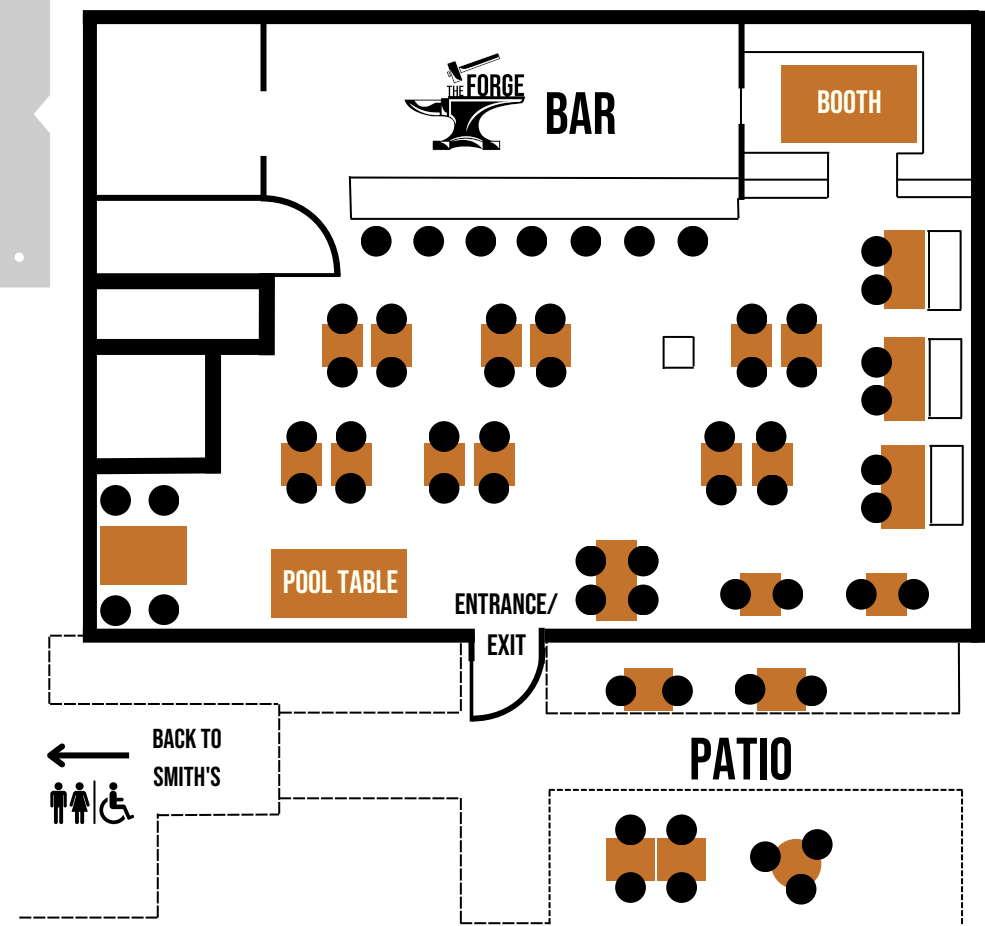 THE FORGE
BAR
BOOTH
POOL TABLE
ENTRANCE/
EXIT
BACK TO
SMITH'S
PATIO